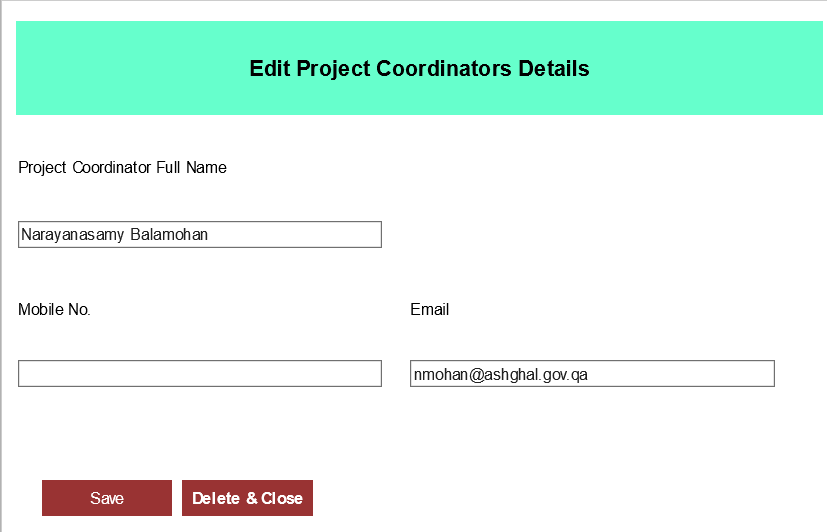 Edit Project Coordinators Details
Project Coordinator Full Name
Narayanasamy Balamohan
Mobile No. Email
nmohan@ashghal.gov.qa
Save Delete & Close